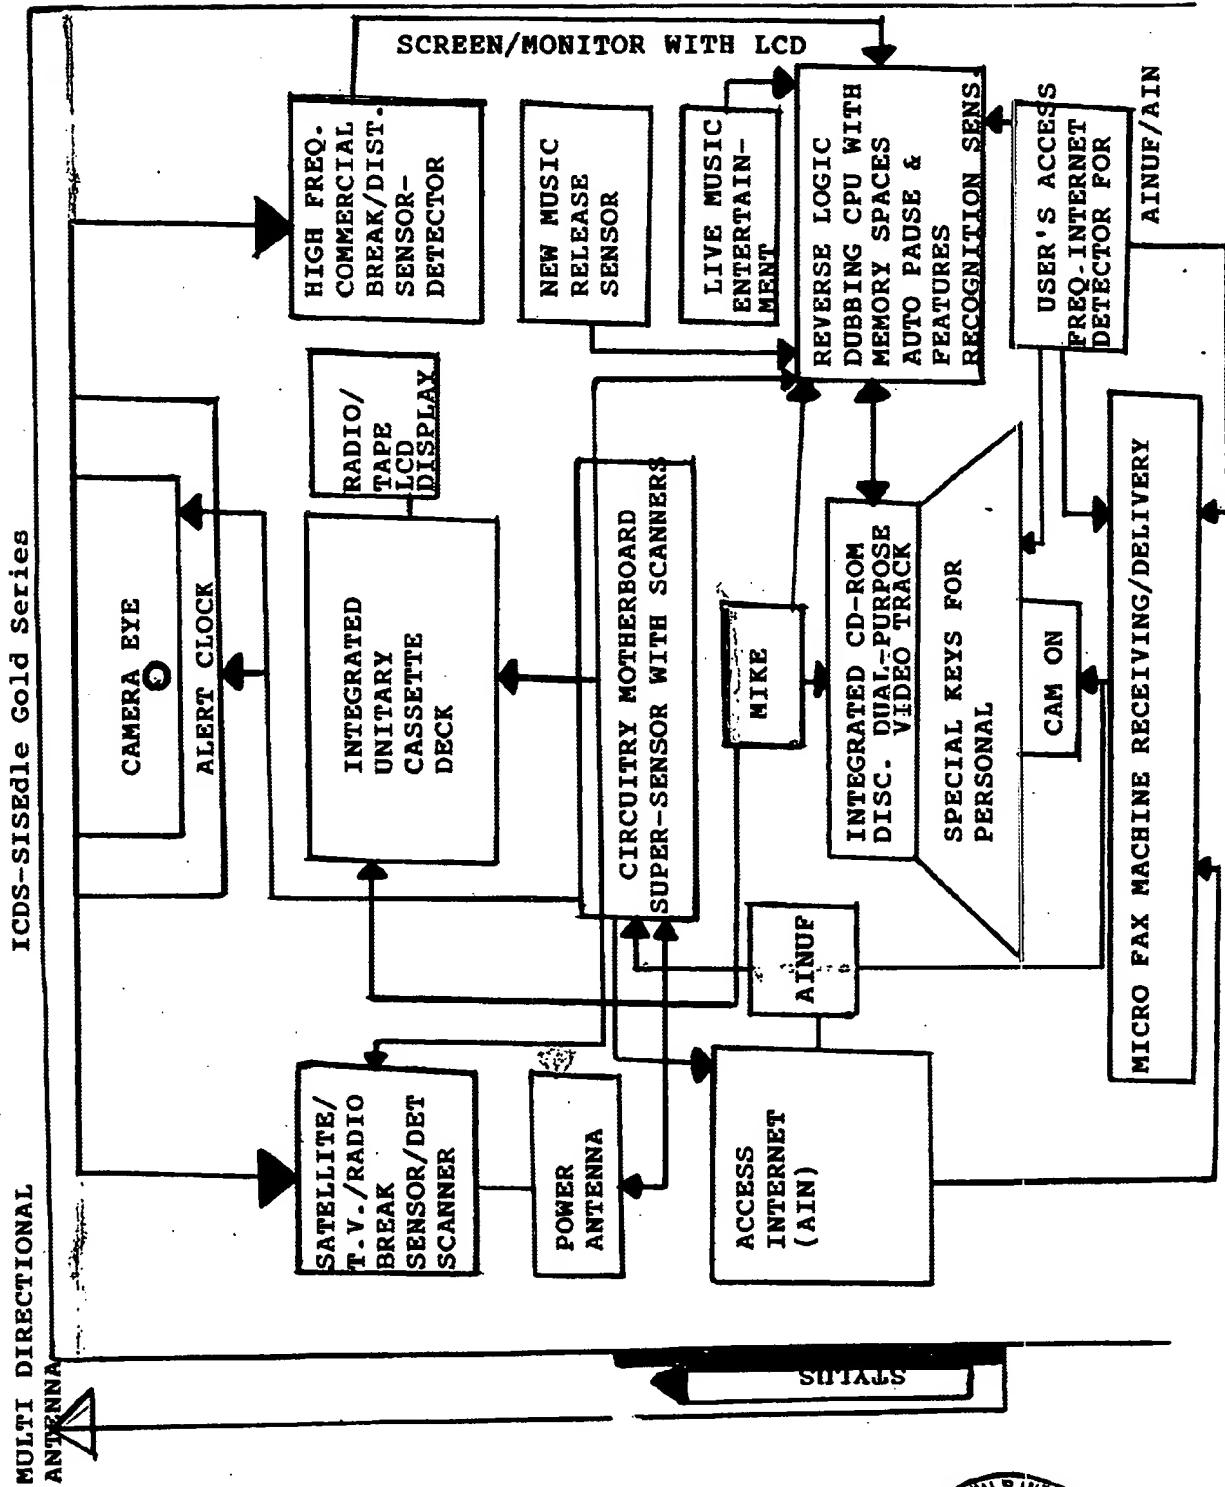 ICDS-SISEdle Gold Series
MULTI DIRECTIONAL
ANTENNA
CAMERA EYE
ALERT CLOCK
SATELLITE/
T.V./RADIO
BREAK
SENSOR/DET
SCANNER
INTEGRATED
UNITARY
CASSETTE
DECK
RADIO/
TAPE
LCD
DISPLAY
HIGH FREQ.
COMMERCIAL
BREAK/DIST.
SENSOR-
DETECTOR
SCREEN/MONITOR WITH LCD
POWER
ANTENNA
CIRCUITY MOTHERBOARD
SUPER-SENSOR WITH SCANNERS
NEW MUSIC
RELEASE
SENSOR
LIVE MUSIC
ENTERTAIN-
MENT
ACCESS
INTERNET
(AIN)
AINUF
MIKE
REVERSE LOGIC
DUBBING CPU WITH
MEMORY SPACES
AUTO PAUSE &
FEATURES
RECOGNITION SENS.
INTEGRATED CD-ROM
DISC. DUAL-PURPOSE
VIDEO TRACK
SPECIAL KEYS FOR
PERSONAL
CAM ON
USER'S ACCESS
FREQ-INTERNET
DETECTOR FOR
AINUF/AIN
MICRO FAX MACHINE RECEIVING/DELIVERY
STYLUS